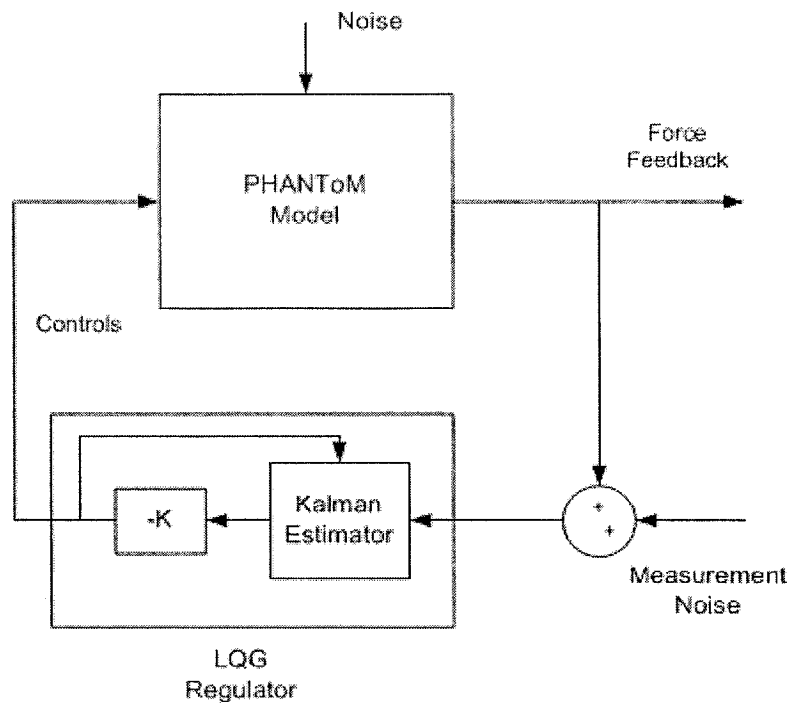 Noise
PHANToM
Model
Force
Feedback
Controls
-K
Kalman
Estimator
+
+
Measurement
Noise
LQG
Regulator